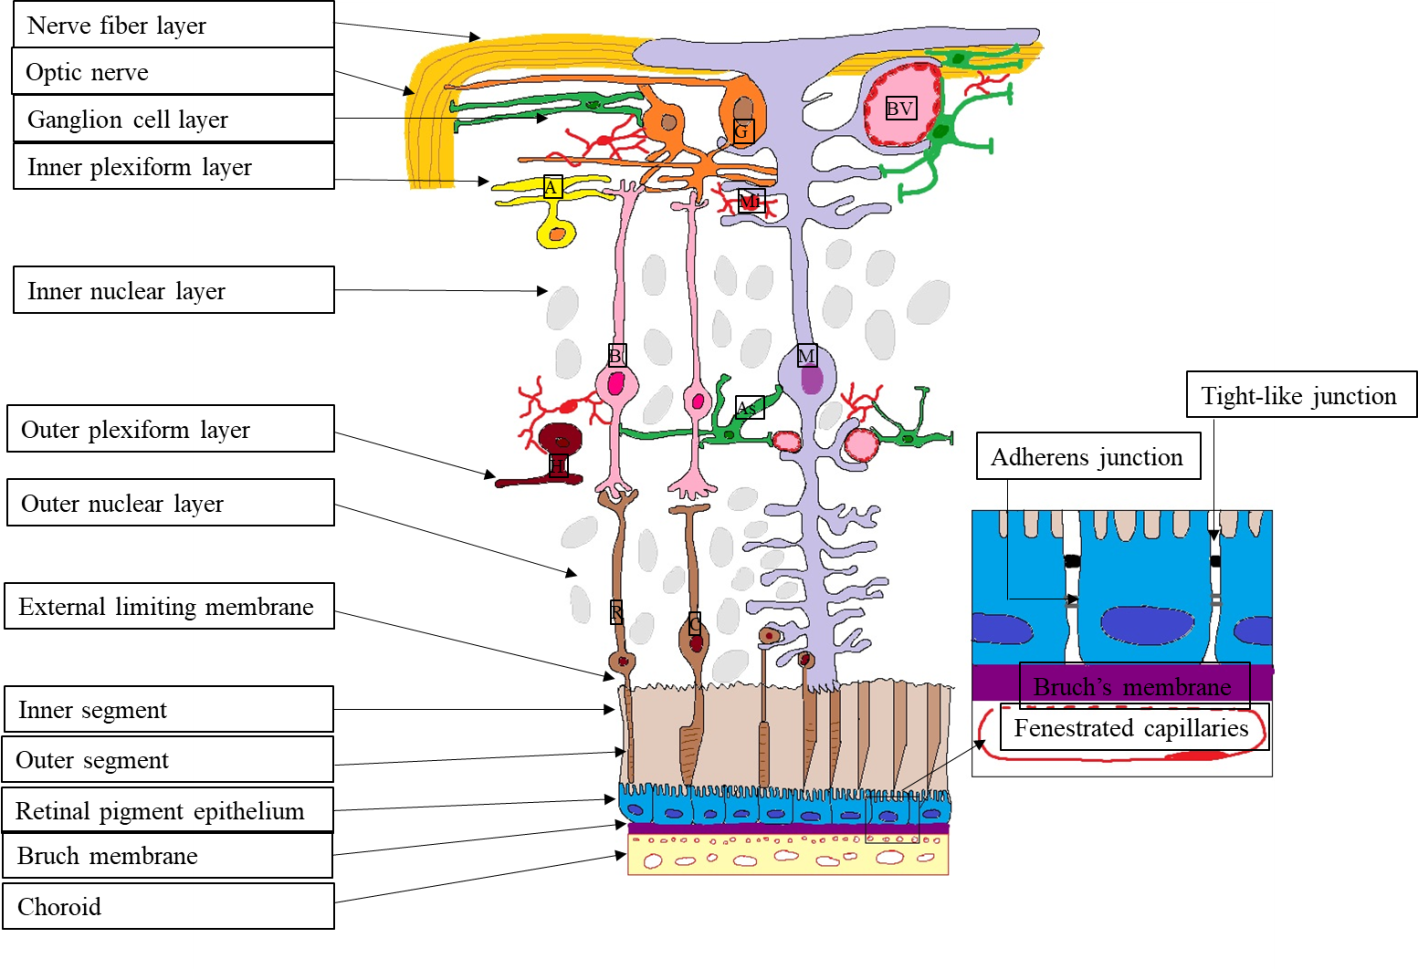 Nerve fiber layer
Optic nerve
Ganglion cell layer
Inner plexiform layer
Inner nuclear layer
Outer plexiform layer
Outer nuclear layer
External limiting membrane
Inner segment
Outer segment
Retinal pigment epithelium
Bruch membrane
Choroid
G
BV
A
Mi
B
M
As
H
R
C
Tight-like junction
Adherens junction
Bruch’s membrane
Fenestrated capillaries